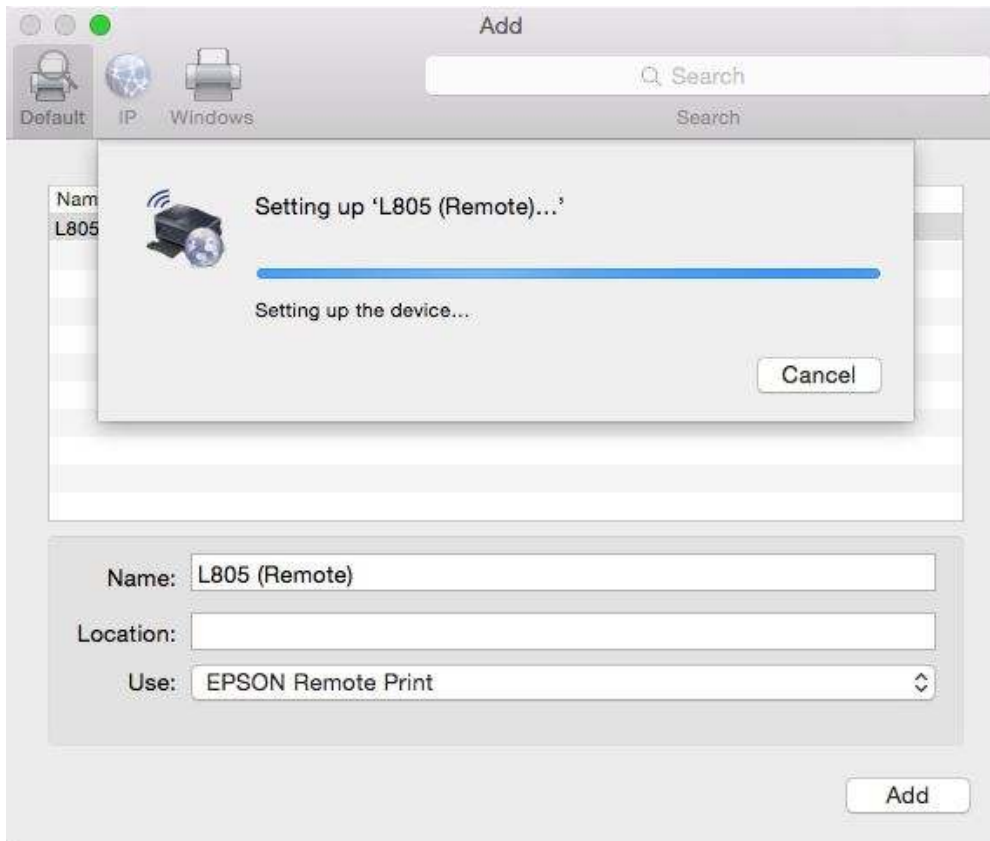 Add
Search
Default IP Windows Search
Nam
L805
Setting up ‘L805 (Remote)...’
Setting up the device...
Cancel
Name: L805 (Remote)
Location:
Use: EPSON Remote Print
Add